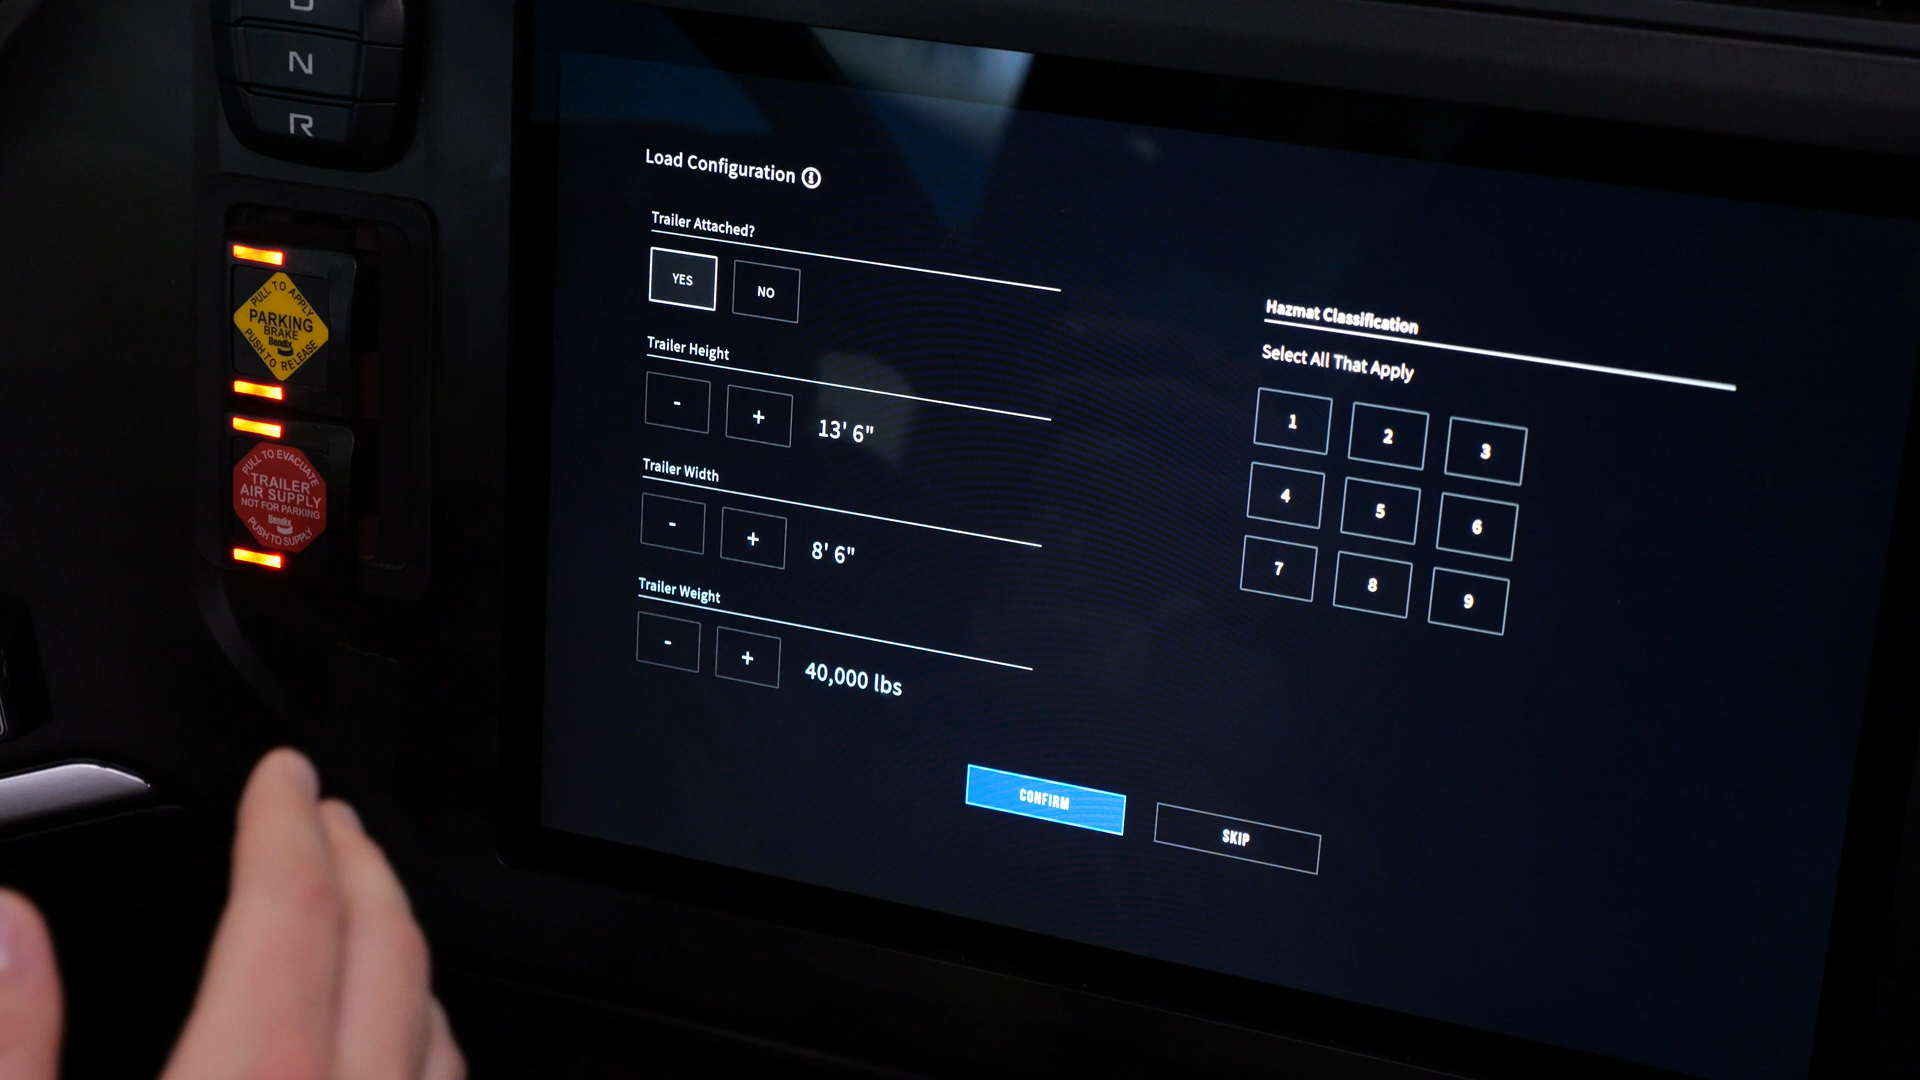 N
R
PULL TO APPLY
PARKING
BRAKE
Bendix
PUSH TO RELEASE
PULL TO EVACUATE
TRAILER
AIR SUPPLY
NOT FOR PARKING
Bendix
PUSH TO SUPPLY
Load Configuration
Trailer Attached?
YES NO
Trailer Height
- + 13' 6"
Trailer Width
- + 8' 6"
Trailer Weight
- + 40,000 lbs
Hazmat Classification
Select All That Apply
1 2 3
4 5 6
7 8 9
CONFIRM SKIP